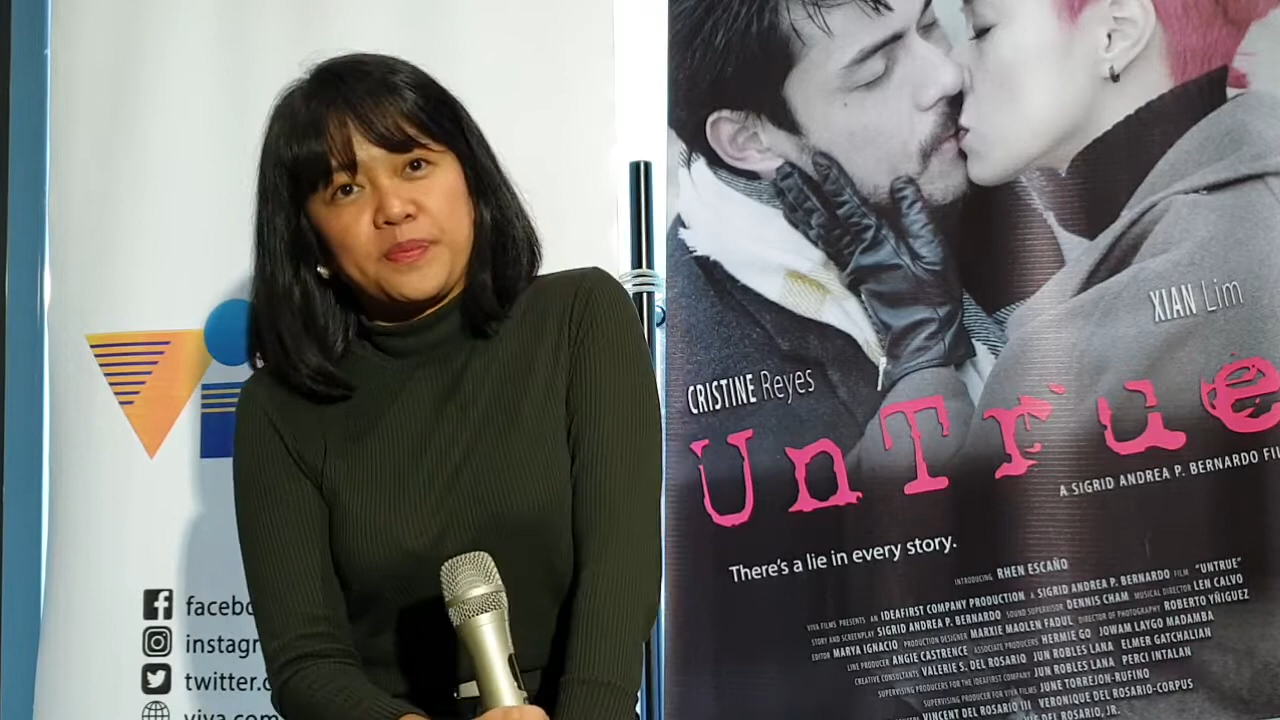 facebo
instagr
twitter.c
viva.com
CRISTINE Reyes
XIAN Lim
UnTrue
A SIGRID ANDREA P. BERNARDO FIL
There's a lie in every story.
INTRODUCING RHEN ESCAÑO
VIVA FILMS PRESENTS AN IDEAFIRST COMPANY PRODUCTION A SIGRID ANDREA P. BERNARDO FILM "UNTRUE"
STORY AND SCREENPLAY SIGRID ANDREA P. BERNARDO SOUND SUPERVISOR DENNIS CHAM MUSICAL DIRECTOR LEN CALVO
EDITOR MARYA IGNACIO PRODUCTION DESIGNER MARXIE MAOLEN FADUL DIRECTOR OF PHOTOGRAPHY ROBERTO YÑIGUEZ
LINE PRODUCER ANGIE CASTRENCE ASSOCIATE PRODUCERS HERMIE GO JOWAM LAYGO MADAMBA
CREATIVE CONSULTANTS VALERIE S. DEL ROSARIO JUN ROBLES LANA ELMER GATCHALIAN
SUPERVISING PRODUCERS FOR THE IDEAFIRST COMPANY JUN ROBLES LANA PERCI INTALAN
SUPERVISING PRODUCER FOR VIVA FILMS JUNE TORREJON-RUFINO
VINCENT DEL ROSARIO III VERONIQUE DEL ROSARIO-CORPUS
DEL ROSARIO, JR.